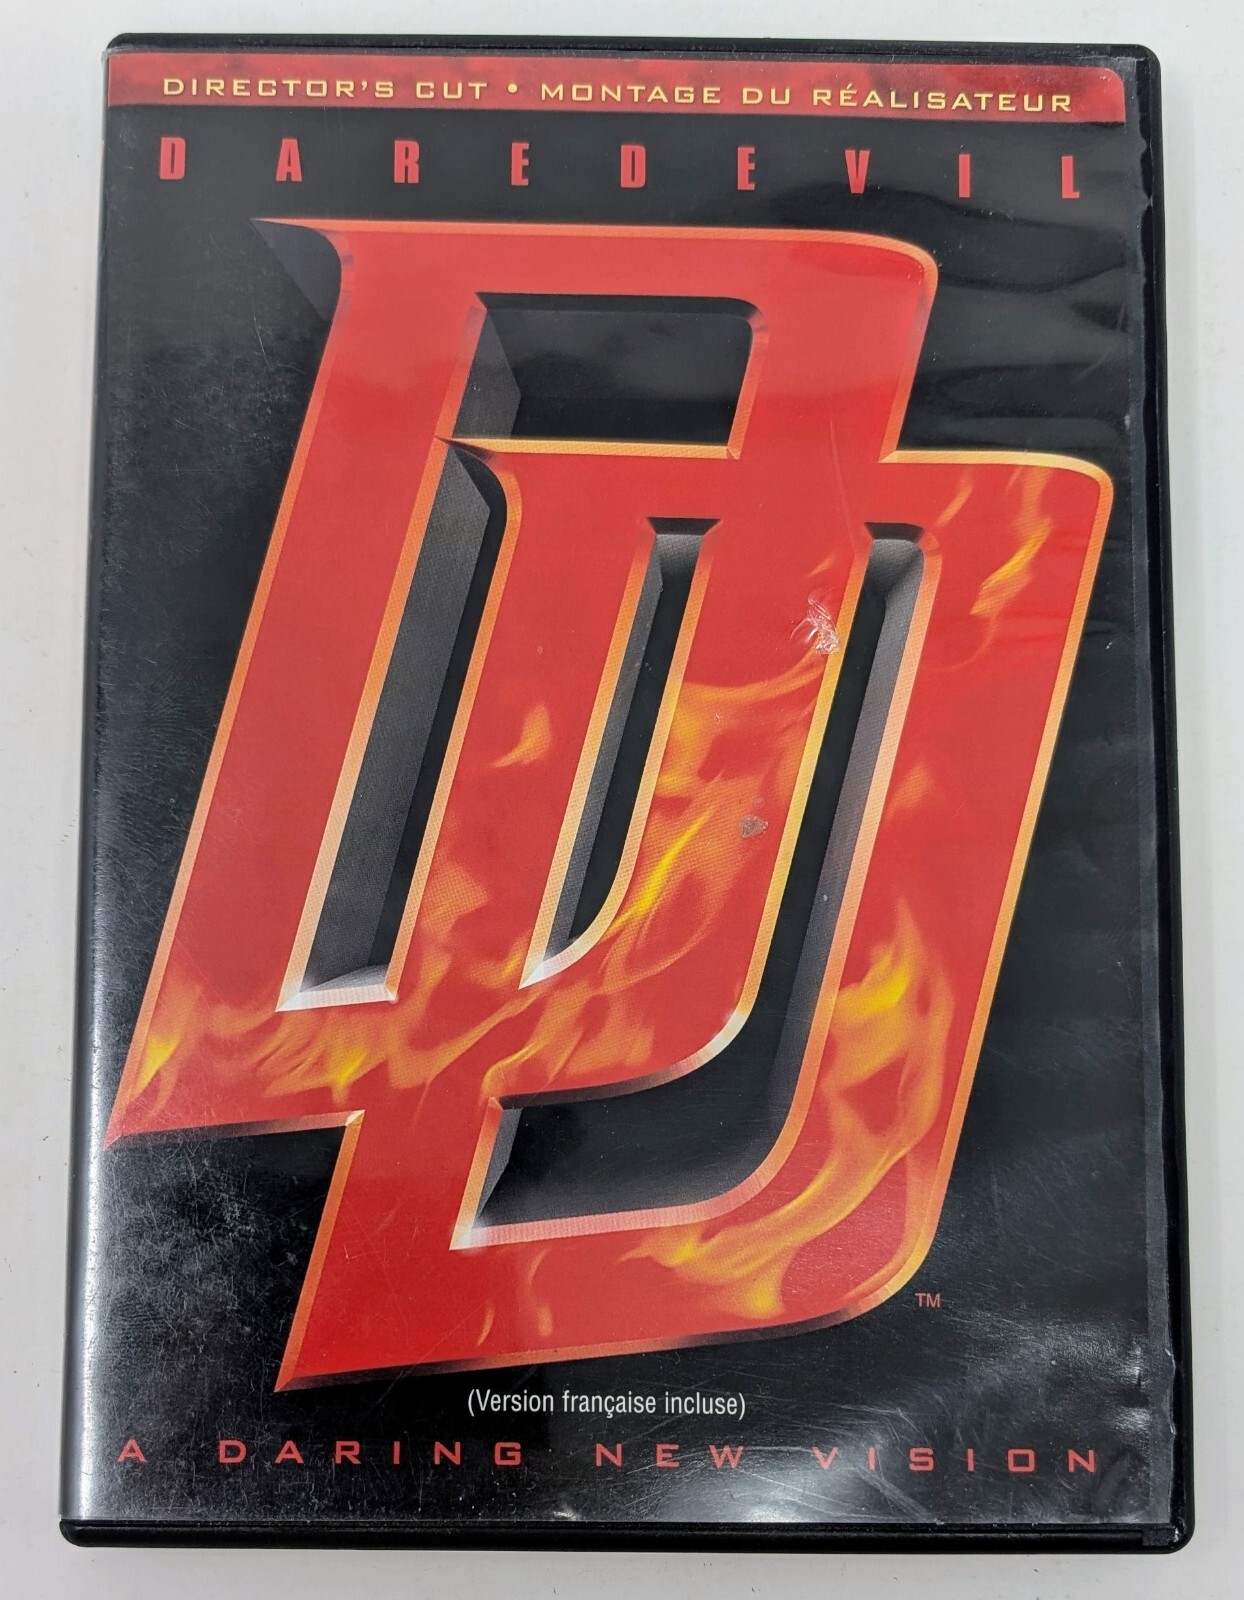 DIRECTOR'S CUT • MONTAGE DU RÉALISATEUR
DAREDEVIL
DD
TM
(Version française incluse)
A DARING NEW VISION